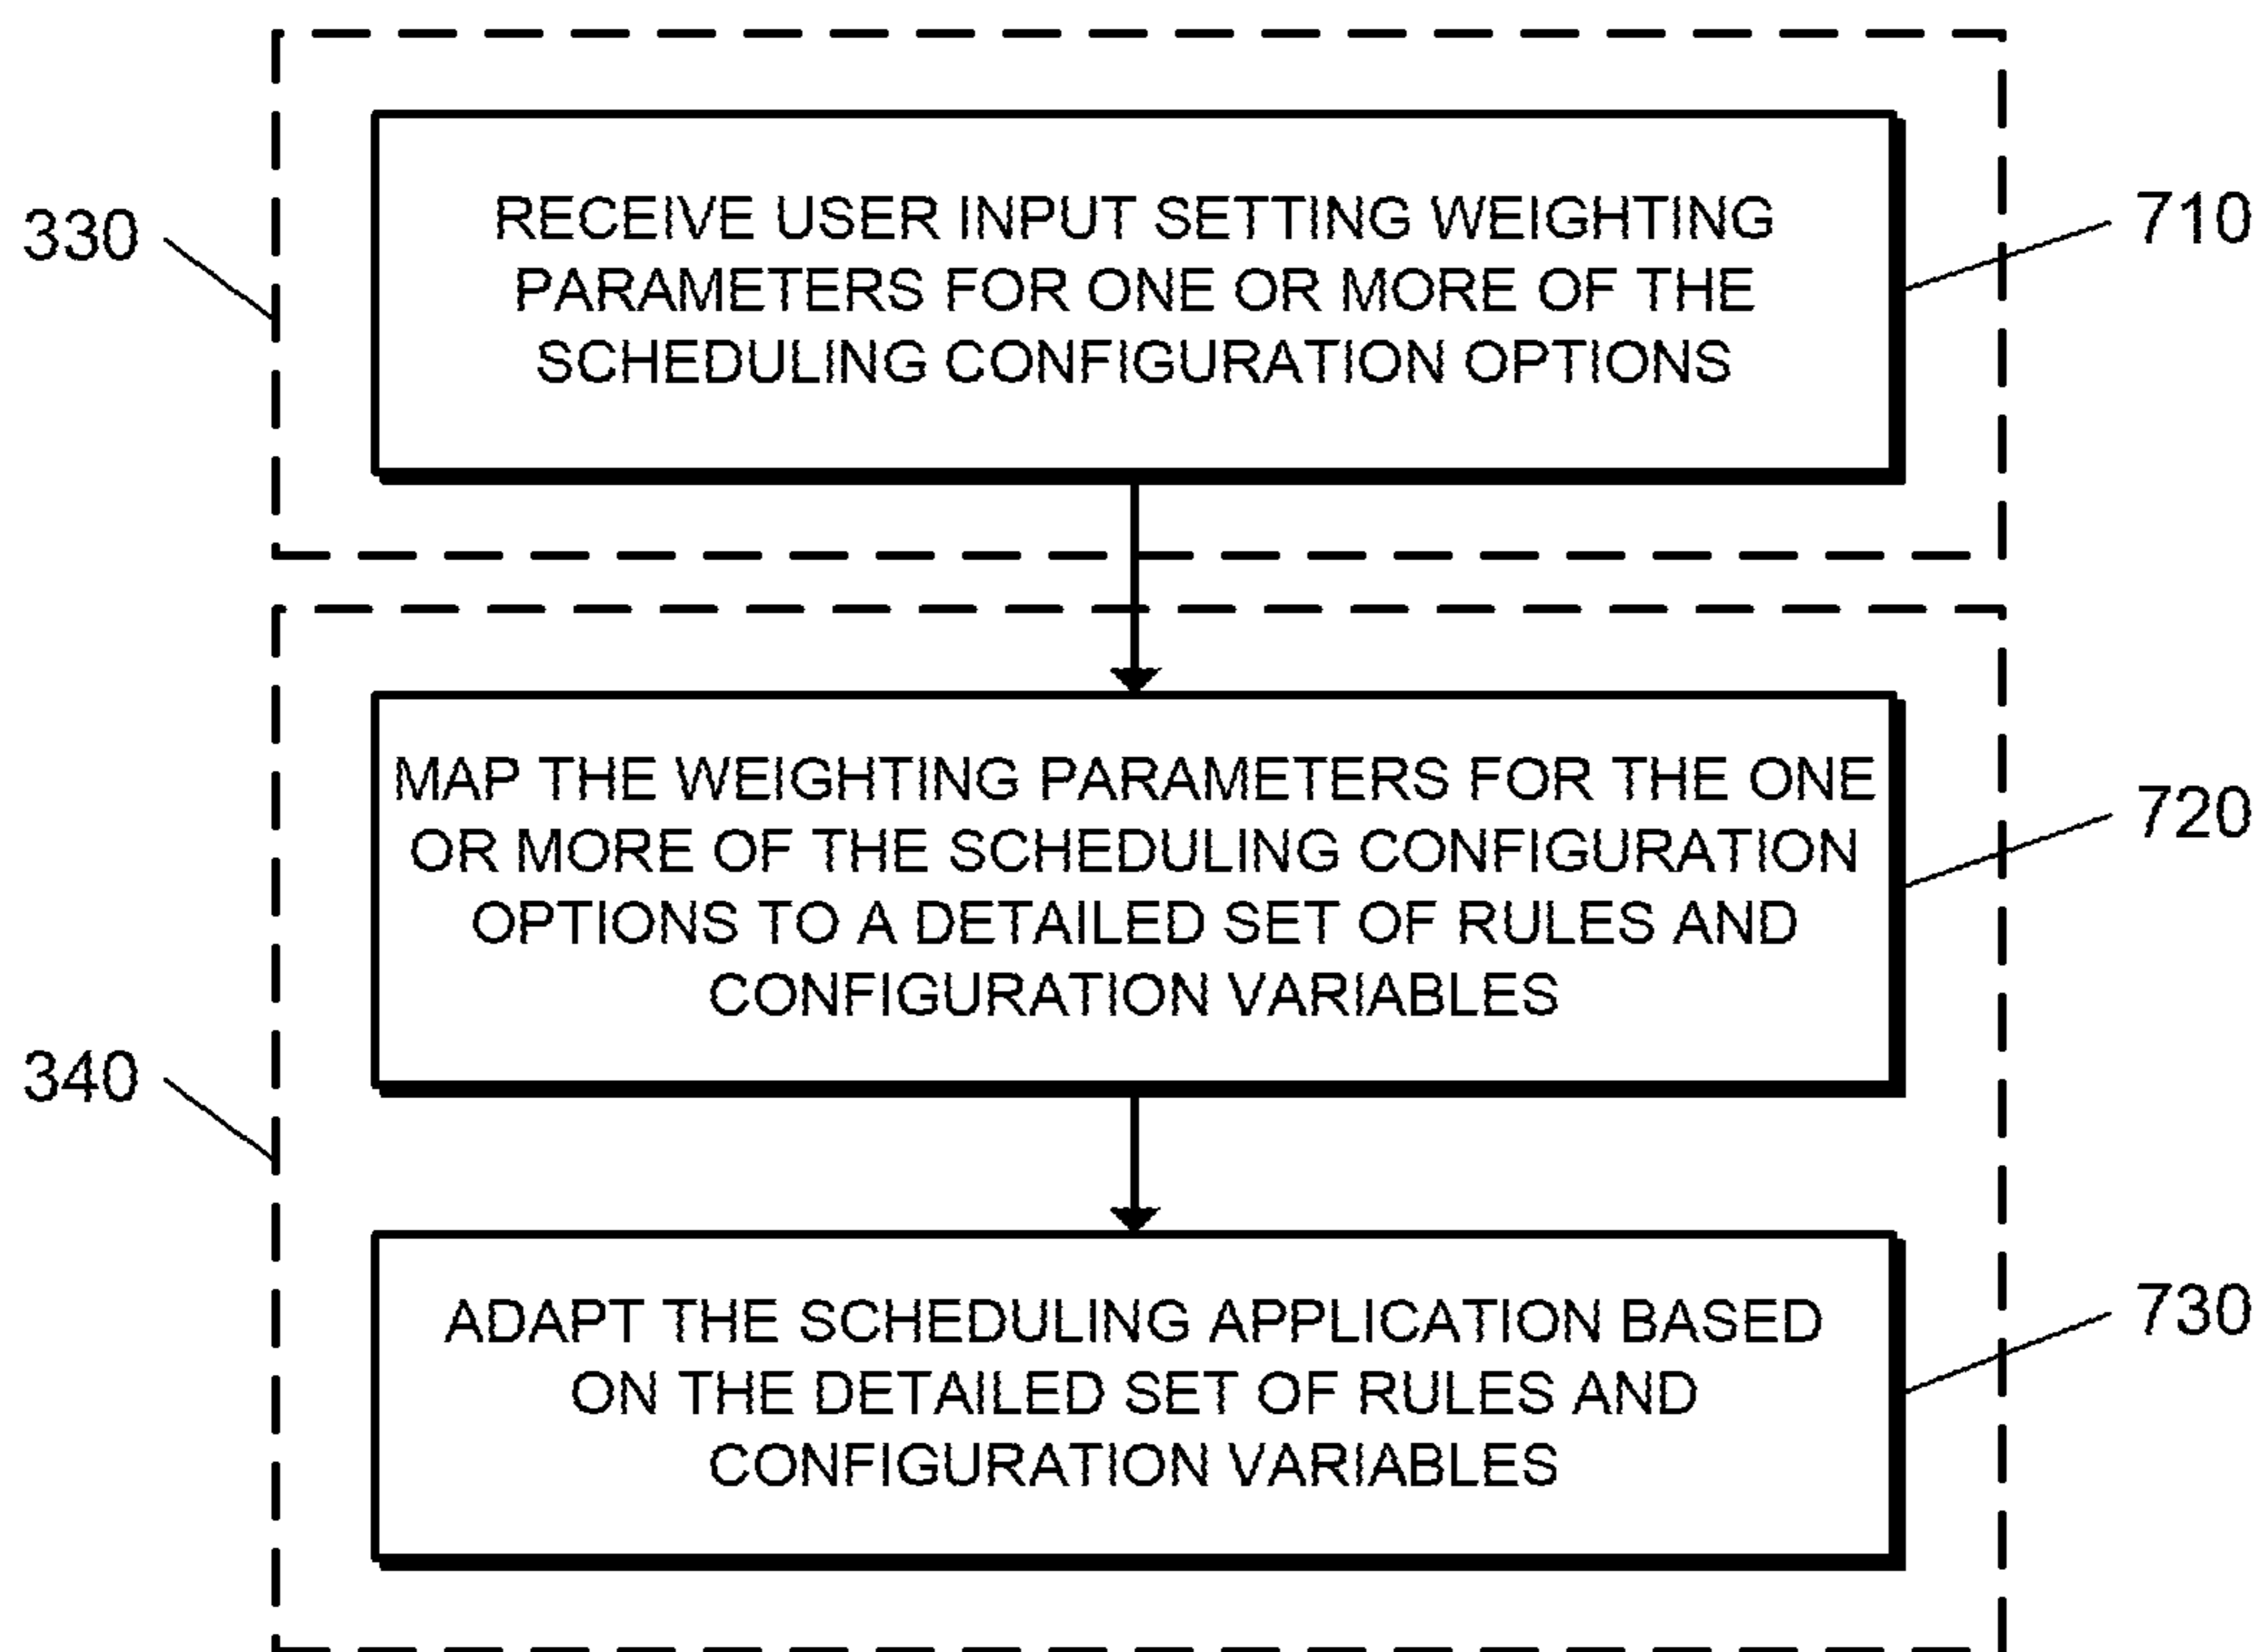 330
RECEIVE USER INPUT SETTING WEIGHTING
PARAMETERS FOR ONE OR MORE OF THE
SCHEDULING CONFIGURATION OPTIONS
710
MAP THE WEIGHTING PARAMETERS FOR THE ONE
OR MORE OF THE SCHEDULING CONFIGURATION
OPTIONS TO A DETAILED SET OF RULES AND
CONFIGURATION VARIABLES
720
340
ADAPT THE SCHEDULING APPLICATION BASED
ON THE DETAILED SET OF RULES AND
CONFIGURATION VARIABLES
730